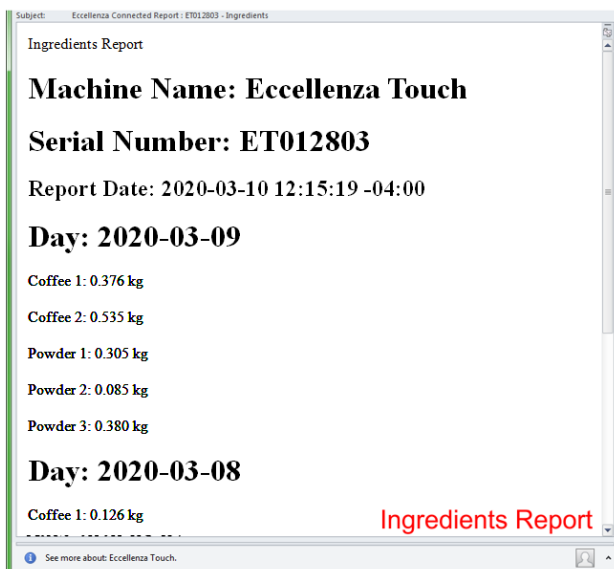 Subject: Eccellenza Connected Report : ET012803 - Ingredients
Ingredients Report
Machine Name: Eccellenza Touch
Serial Number: ET012803
Report Date: 2020-03-10 12:15:19 -04:00
Day: 2020-03-09
Coffee 1: 0.376 kg
Coffee 2: 0.535 kg
Powder 1: 0.305 kg
Powder 2: 0.085 kg
Powder 3: 0.380 kg
Day: 2020-03-08
Coffee 1: 0.126 kg
Ingredients Report
See more about: Eccellenza Touch.